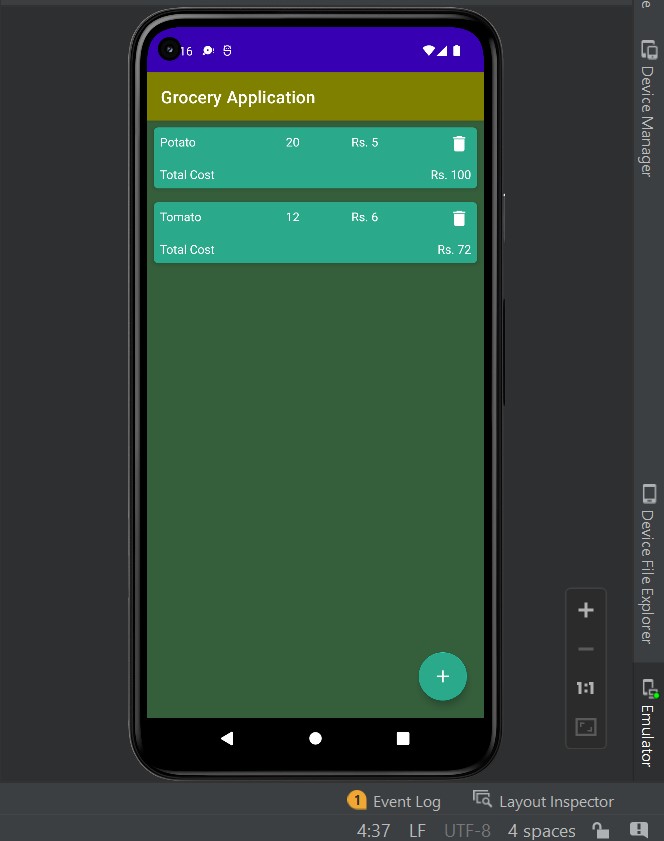 16
Grocery Application
Potato 20 Rs. 5
Total Cost Rs. 100
Tomato 12 Rs. 6
Total Cost Rs. 72
+
Device Manager
Device File Explorer
+
−
1:1
Emulator
1 Event Log Layout Inspector
4:37 LF UTF-8 4 spaces